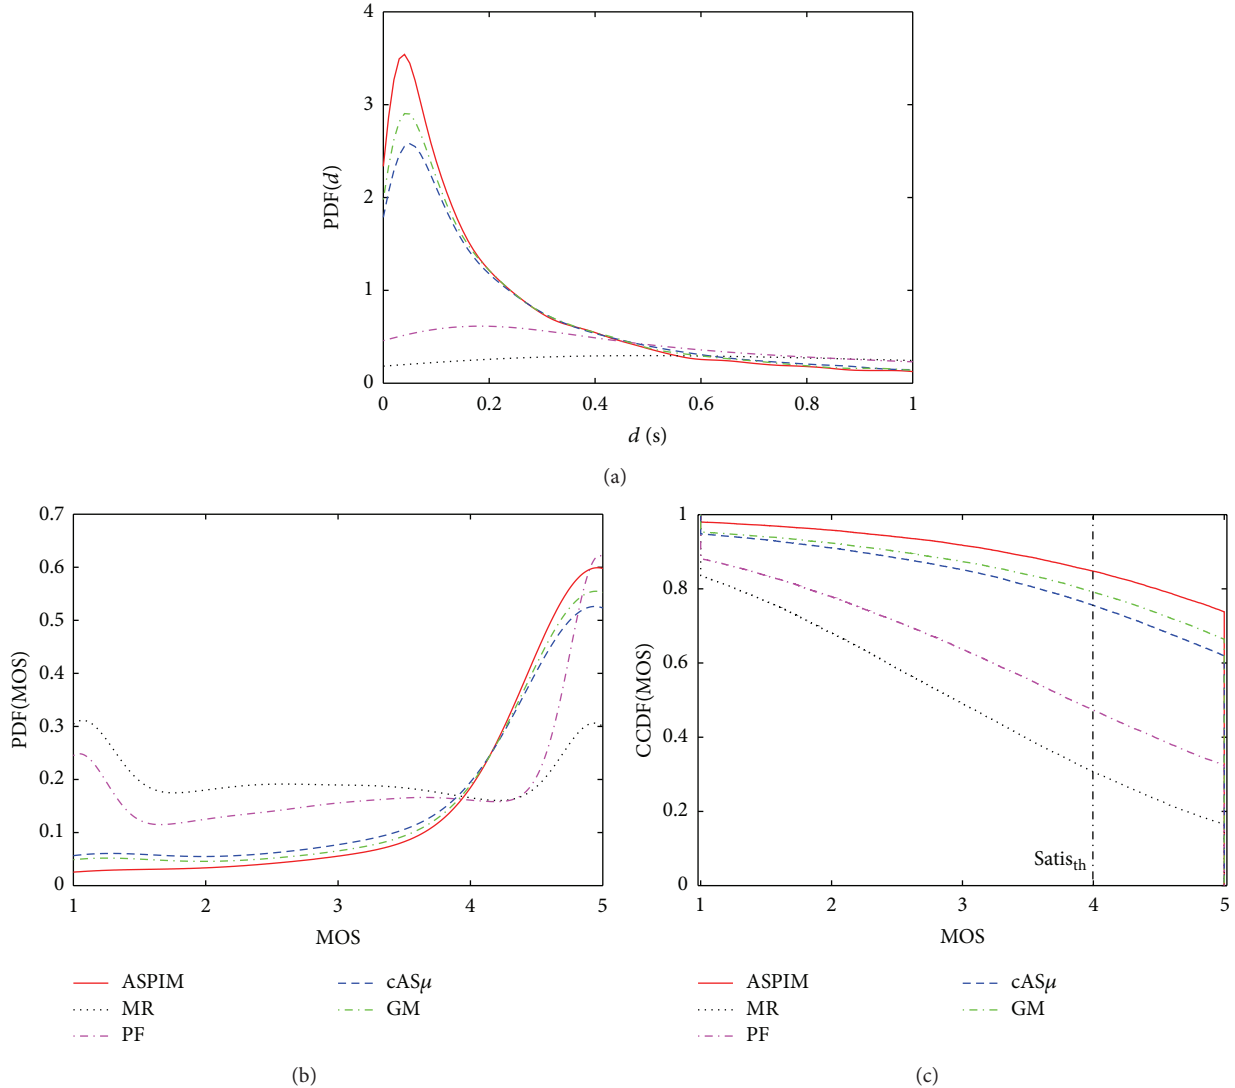 4
3
2
1
0
PDF(d)
0 0.2 0.4 0.6 0.8 1
d (s)
(a)
0.7
0.6
0.5
0.4
0.3
0.2
0.1
0
PDF(MOS)
1 2 3 4 5
MOS
ASPIM
MR
PF
cASμ
GM
(b)
1
0.8
0.6
0.4
0.2
0
CCDF(MOS)
Satis_th
1 2 3 4 5
MOS
ASPIM
MR
PF
cASμ
GM
(c)